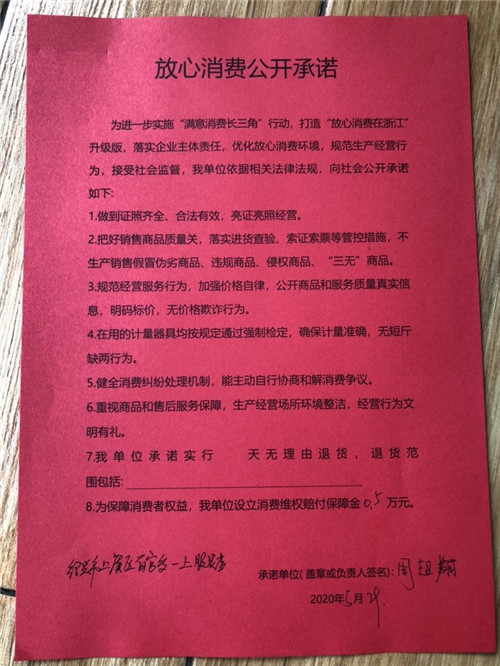 放心消费公开承诺
为进一步实施“满意消费长三角”行动，打造“放心消费在浙江”
升级版，落实企业主体责任，优化放心消费环境，规范生产经营行
为，接受社会监督，我单位依据相关法律法规，向社会公开承诺
如下：
1.做到证照齐全、合法有效，亮证亮照经营。
2.把好销售商品质量关，落实进货查验、索证索票等管控措施，不
生产销售假冒伪劣商品、违规商品、侵权商品、“三无”商品。
3.规范经营服务行为，加强价格自律，公开商品和服务质量真实信
息，明码标价，无价格欺诈行为。
4.在用的计量器具均按规定通过强制检定，确保计量准确，无短斤
缺两行为。
5.健全消费纠纷处理机制，能主动自行协商和解消费争议。
6.重视商品和售后服务保障，生产经营场所环境整洁，经营行为文
明有礼。
7.我单位承诺实行 天无理由退货，退货范
围包括：
8.为保障消费者权益，我单位设立消费维权赔付保障金0.5万元。
绍兴市上虞区百官一上服装店
承诺单位(盖章或负责人签名)：周
2020年5月29.